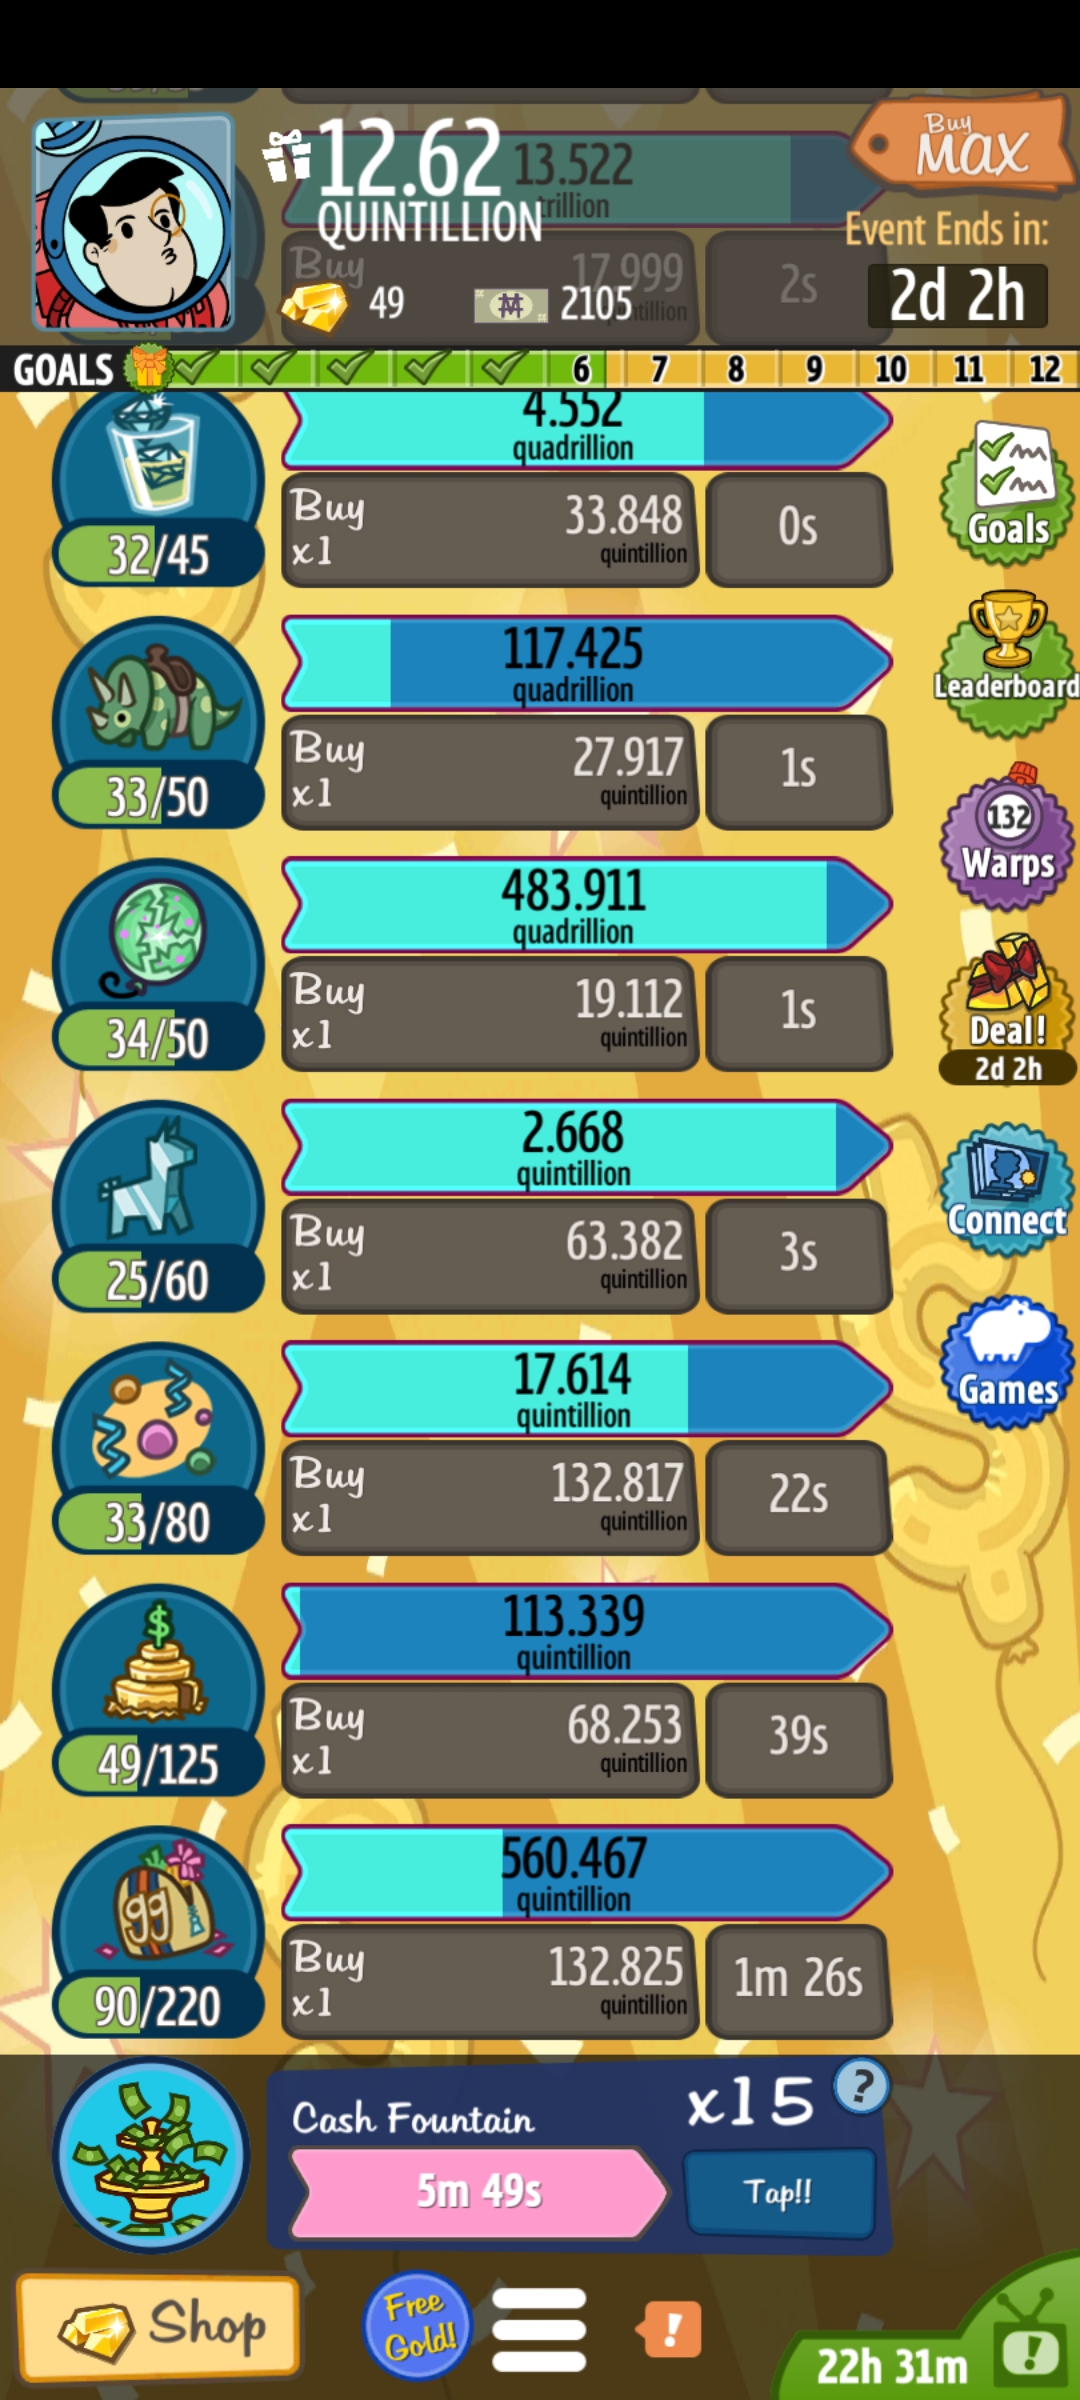 12.62
QUINTILLION
13.522
trillion
Buy
MAX
Event Ends in:
2d 2h
Buy
17.999
2s
49
2105
GOALS 6 7 8 9 10 11 12
4.552
quadrillion
32/45
Buy
x1
33.848
quintillion
0s
Goals
117.425
quadrillion
33/50
Buy
x1
27.917
quintillion
1s
Leaderboard
483.911
quadrillion
34/50
Buy
x1
19.112
quintillion
1s
132
Warps
Deal!
2d 2h
2.668
quintillion
25/60
Buy
x1
63.382
quintillion
3s
Connect
17.614
quintillion
33/80
Buy
x1
132.817
quintillion
22s
Games
$
113.339
quintillion
49/125
Buy
x1
68.253
quintillion
39s
gg
560.467
quintillion
90/220
Buy
x1
132.825
quintillion
1m 26s
Cash Fountain
x15
?
5m 49s
Tap!!
Shop
Free
Gold!
!
22h 31m
!